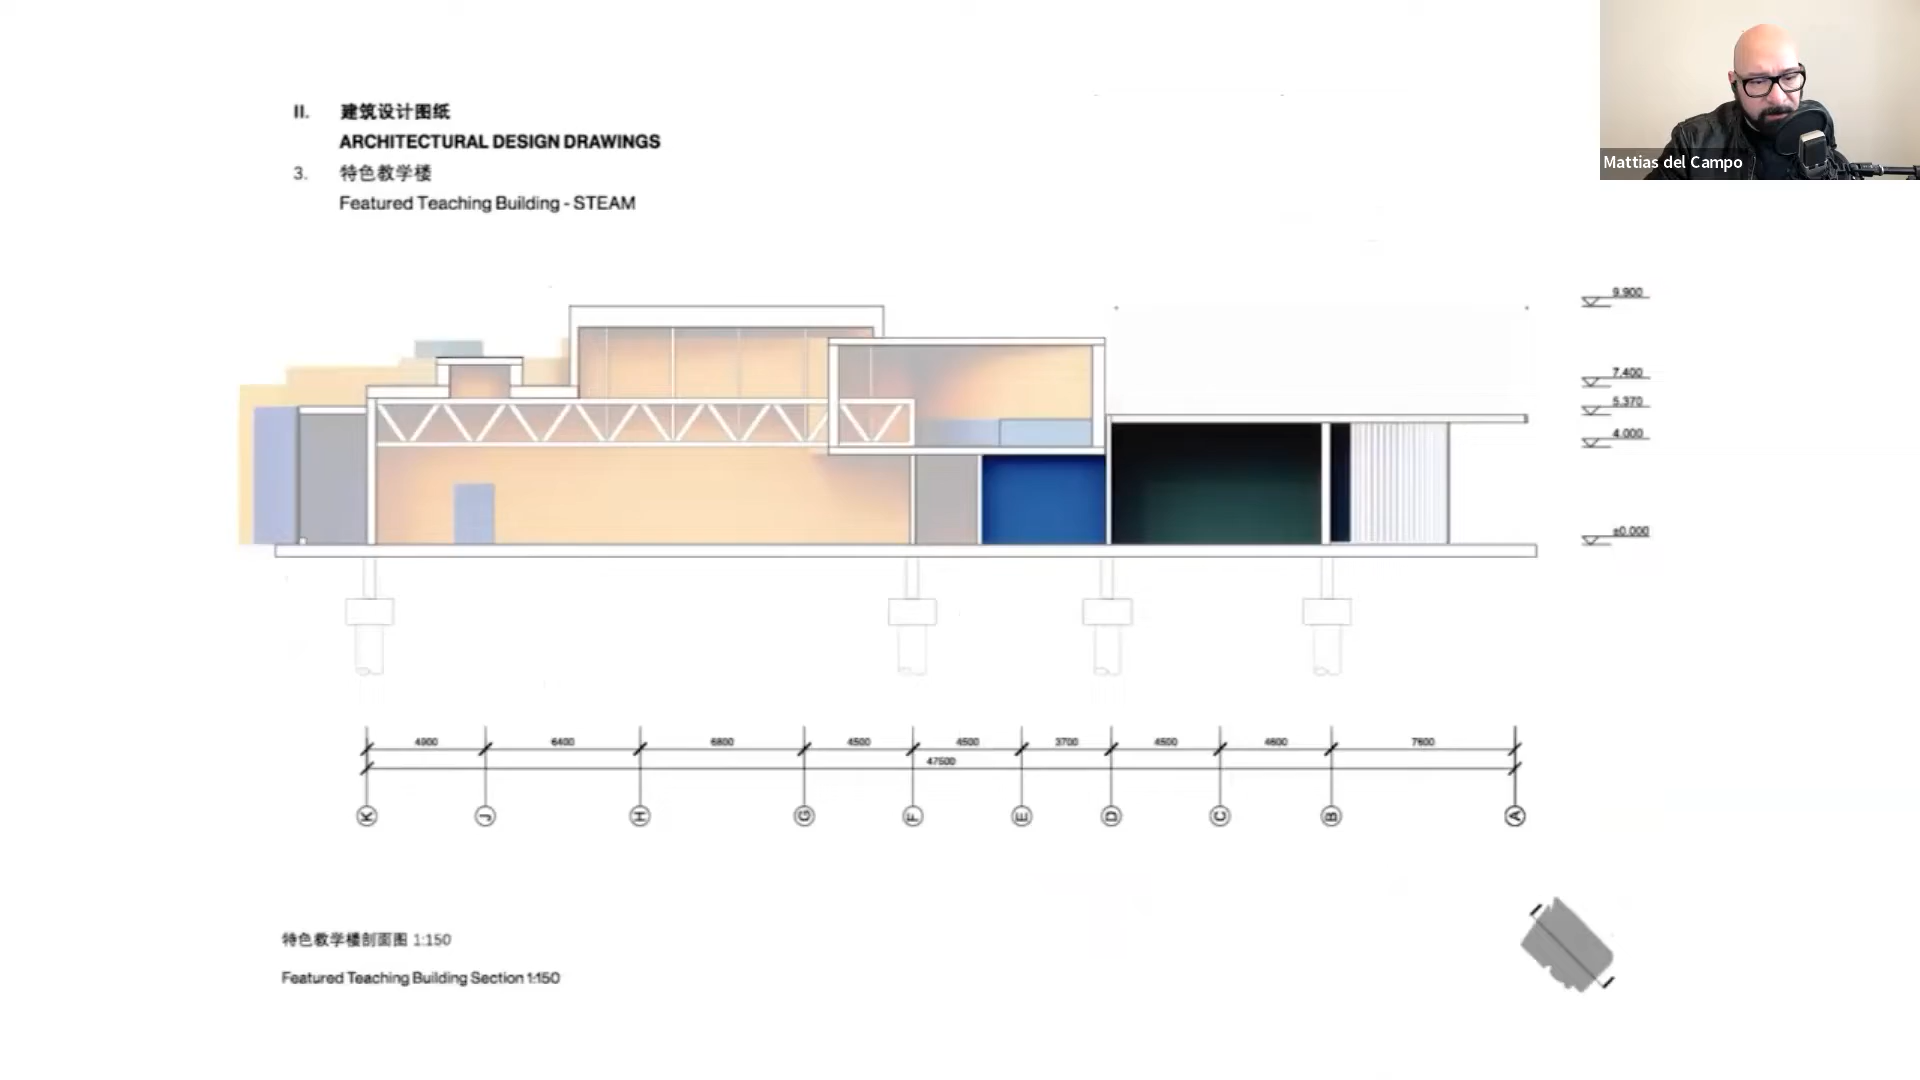 II. 建筑设计图纸
ARCHITECTURAL DESIGN DRAWINGS
3. 特色教学楼
Featured Teaching Building - STEAM
Mattias del Campo
9.900
7.400
5.370
4.000
±0.000
4900 6400 6800 4500 4500 3700 4500 4600 7600
47500
K J H G F E D C B A
特色教学楼剖面图 1:150
Featured Teaching Building Section 1:150